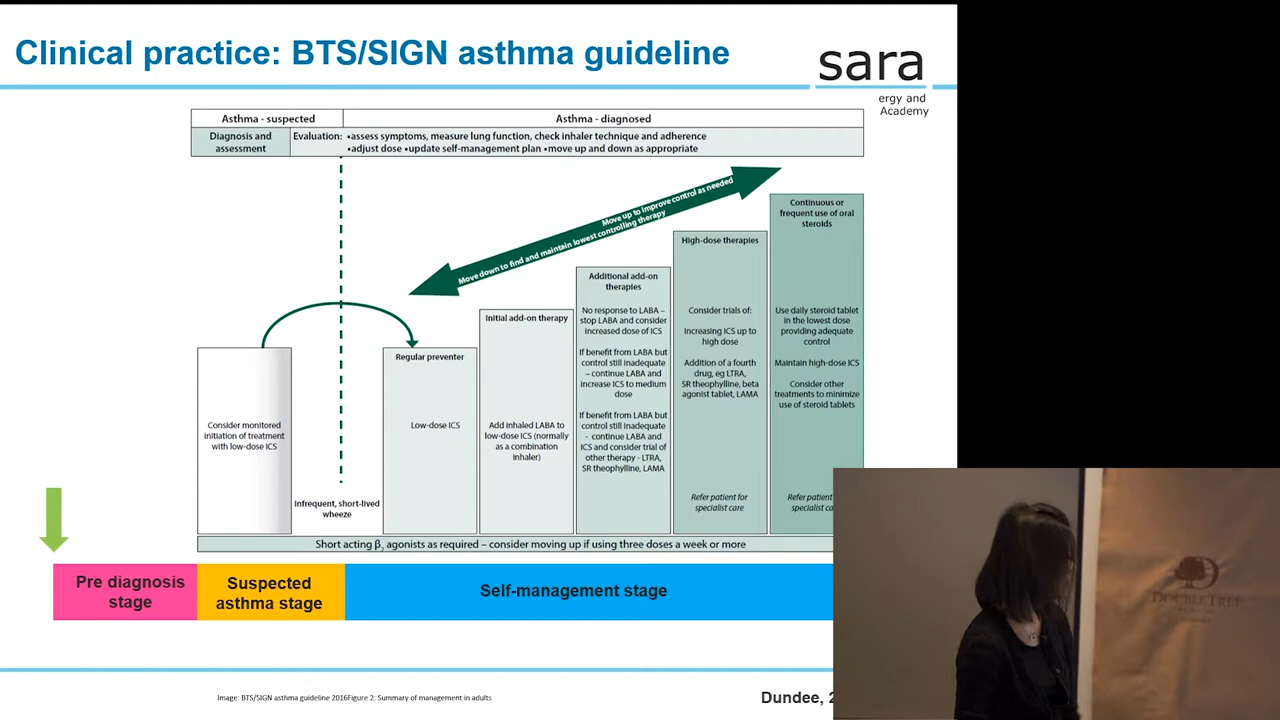 Clinical practice: BTS/SIGN asthma guideline
sara
ergy and
Academy
Asthma - suspected
Asthma - diagnosed
Diagnosis and
assessment
Evaluation: •assess symptoms, measure lung function, check inhaler technique and adherence
•adjust dose •update self-management plan •move up and down as appropriate
Move up to improve control as needed
Move down to find and maintain lowest controlling therapy
Consider monitored
initiation of treatment
with low-dose ICS
Infrequent, short-lived
wheeze
Regular preventer
Low-dose ICS
Initial add-on therapy
Add inhaled LABA to
low-dose ICS (normally
as a combination
inhaler)
Additional add-on
therapies
No response to LABA –
stop LABA and consider
increased dose of ICS
If benefit from LABA but
control still inadequate
– continue LABA and
increase ICS to medium
dose
If benefit from LABA but
control still inadequate
- continue LABA and
ICS and consider trial of
other therapy - LTRA,
SR theophylline, LAMA
High-dose therapies
Consider trials of:
Increasing ICS up to
high dose
Addition of a fourth
drug, eg LTRA,
SR theophylline, beta
agonist tablet, LAMA
Refer patient for
specialist care
Continuous or
frequent use of oral
steroids
Use daily steroid tablet
in the lowest dose
providing adequate
control
Maintain high-dose ICS
Consider other
treatments to minimize
use of steroid tablets
Refer patient
specialist
Short acting β₂ agonists as required – consider moving up if using three doses a week or more
Pre diagnosis
stage
Suspected
asthma stage
Self-management stage
Image: BTS/SIGN asthma guideline 2016Figure 2: Summary of management in adults
Dundee,
DOUBLETREE